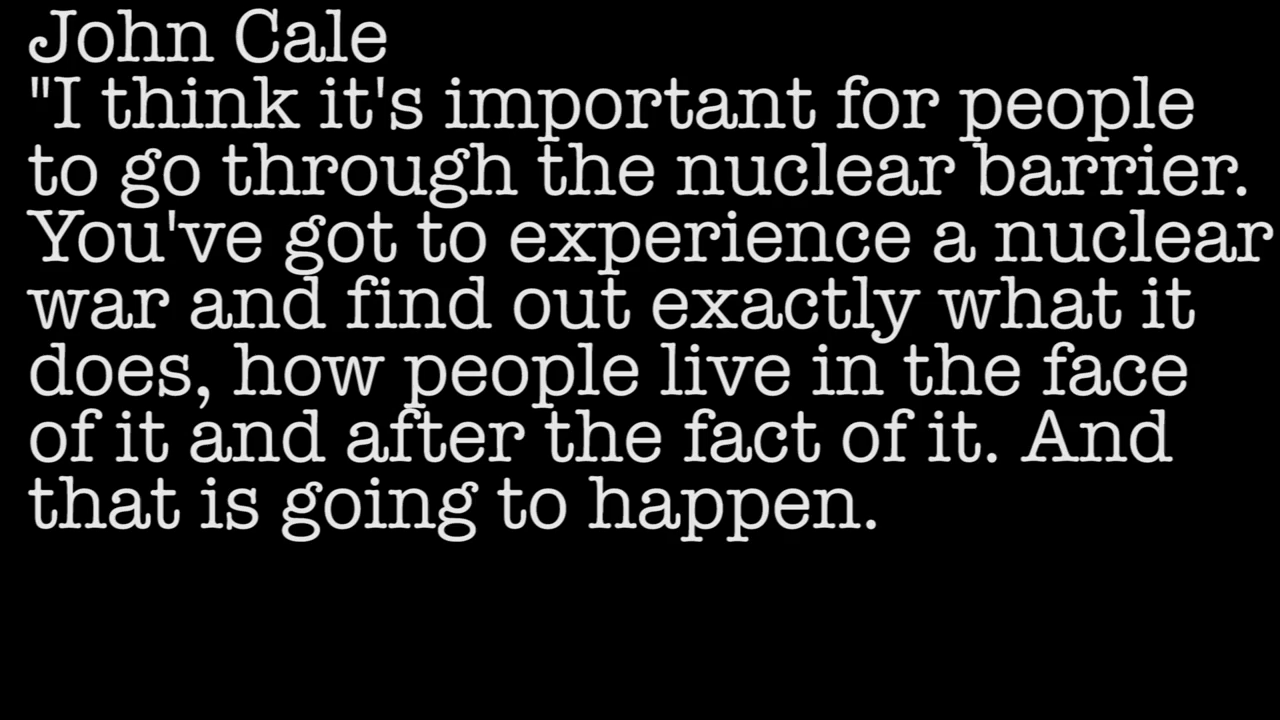 John Cale
"I think it's important for people
to go through the nuclear barrier.
You've got to experience a nuclear
war and find out exactly what it
does, how people live in the face
of it and after the fact of it. And
that is going to happen.